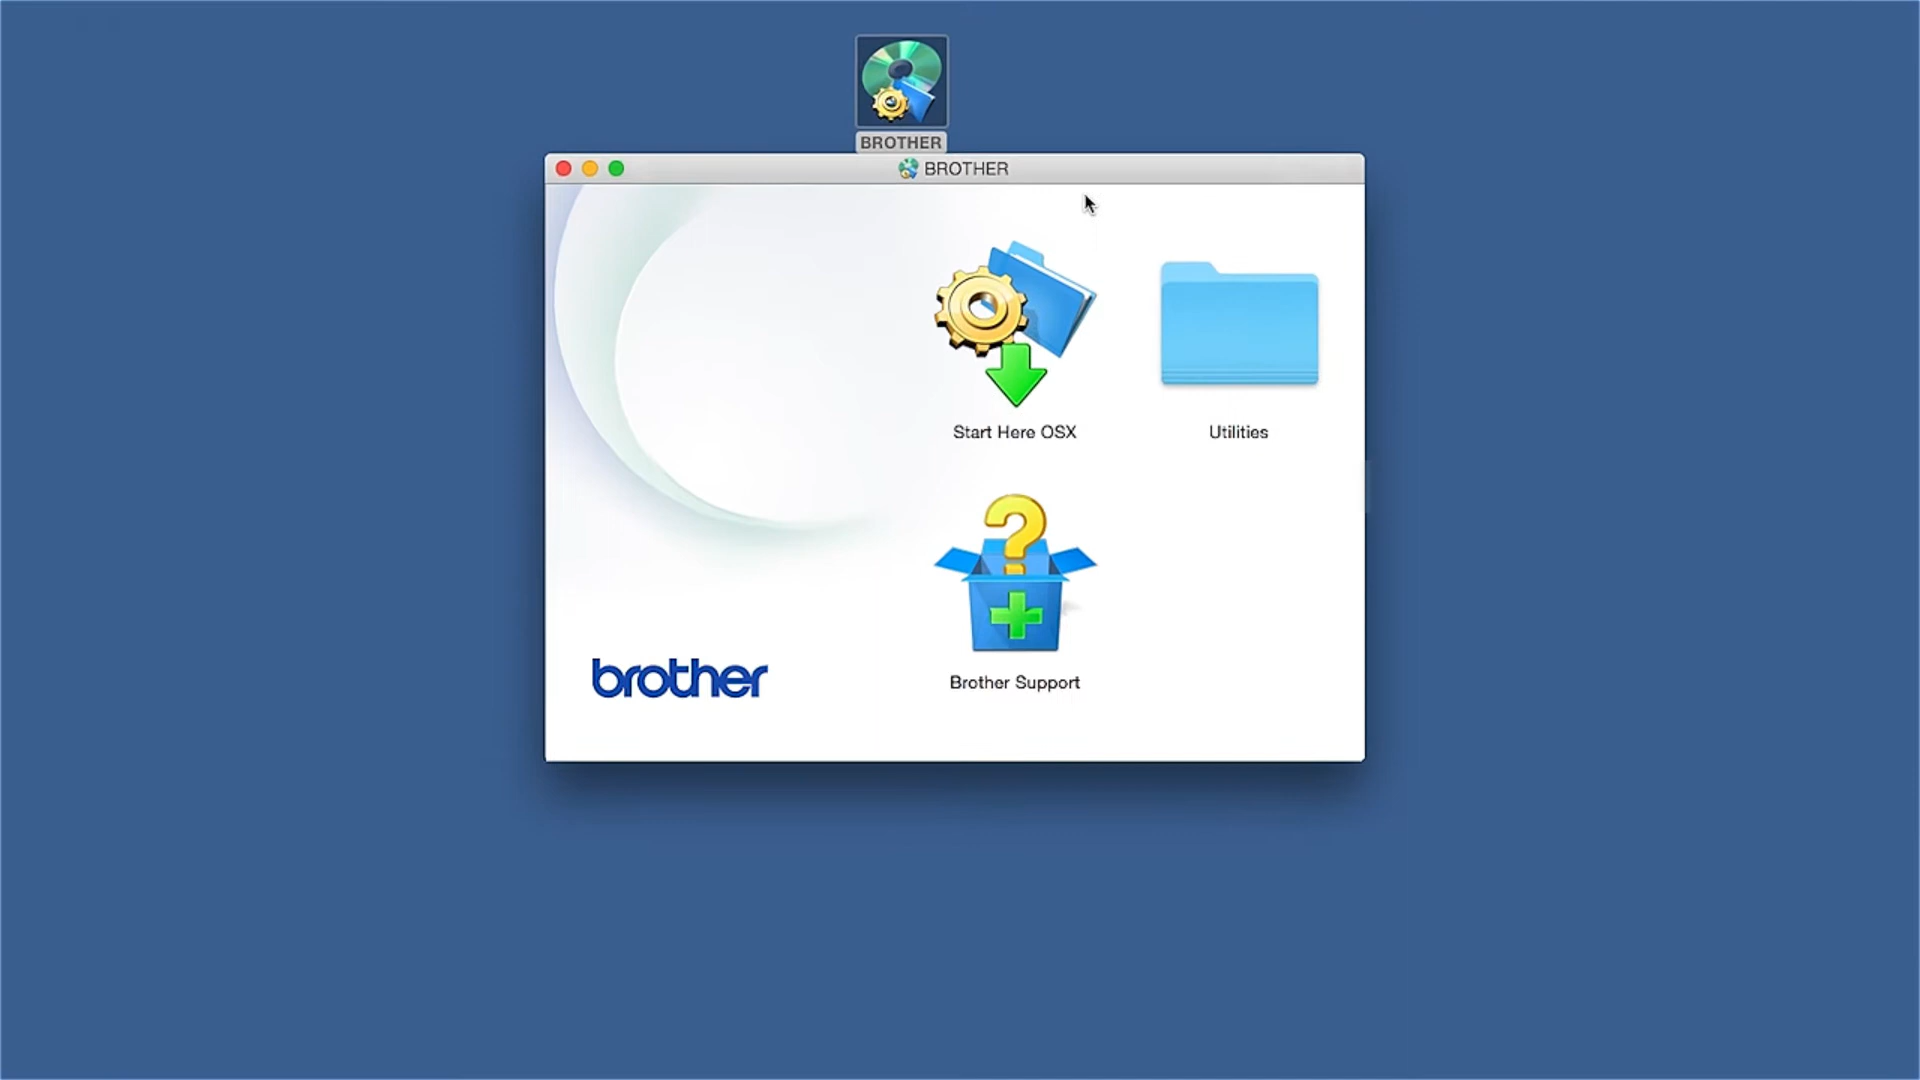 BROTHER
BROTHER
Start Here OSX
Utilities
Brother Support
brother